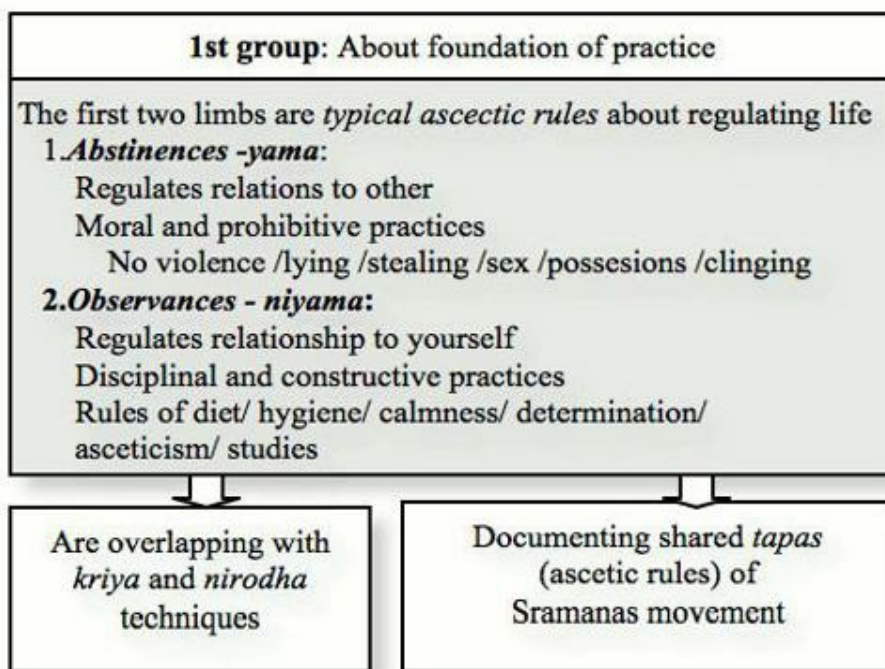 1st group: About foundation of practice
The first two limbs are typical ascectic rules about regulating life
1.Abstinences -yama:
Regulates relations to other
Moral and prohibitive practices
No violence /lying /stealing /sex /possesions /clinging
2.Observances - niyama:
Regulates relationship to yourself
Disciplinal and constructive practices
Rules of diet/ hygiene/ calmness/ determination/
asceticism/ studies
Are overlapping with
kriya and nirodha
techniques
Documenting shared tapas
(ascetic rules) of
Sramanas movement